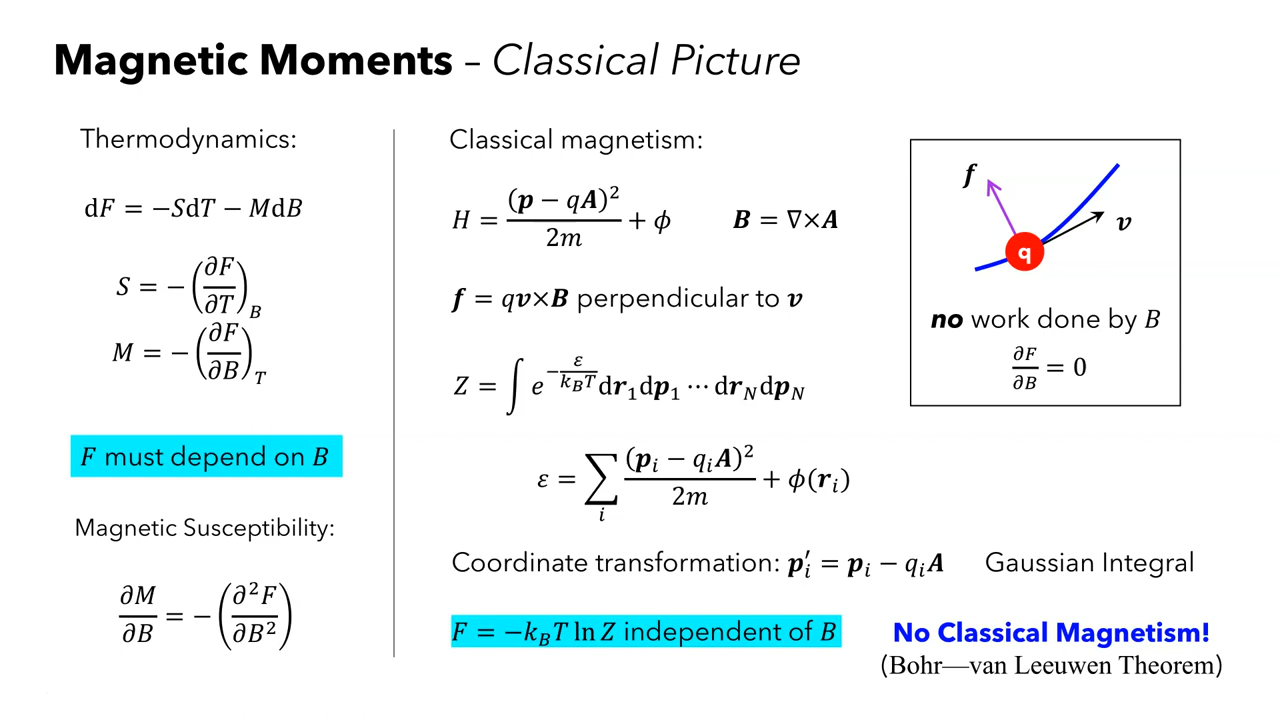 Magnetic Moments – Classical Picture
Thermodynamics:
dF = −SdT − MdB
S = −(∂F/∂T)_B
M = −(∂F/∂B)_T
F must depend on B
Magnetic Susceptibility:
∂M/∂B = −(∂²F/∂B²)
Classical magnetism:
H = (p − qA)²/2m + ϕ B = ∇×A
f = qv×B perpendicular to v
Z = ∫ e^{−ε/k_BT} dr₁dp₁ ⋯ dr_Ndp_N
ε = ∑_i (p_i − q_iA)²/2m + ϕ(r_i)
Coordinate transformation: p′_i = p_i − q_iA Gaussian Integral
F = −k_BT ln Z independent of B
f
v
q
no work done by B
∂F/∂B = 0
No Classical Magnetism!
(Bohr—van Leeuwen Theorem)